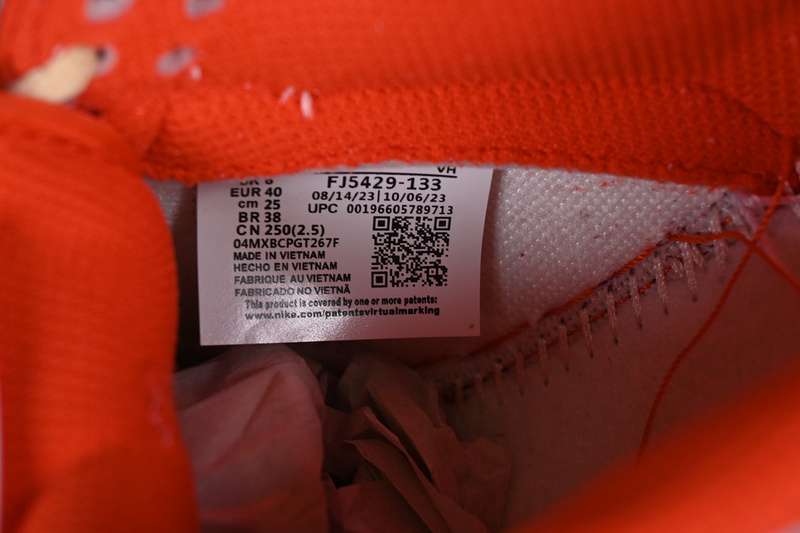 VH
FJ5429-133
08/14/23|10/06/23
UPC 00196605789713
EUR 40
cm 25
BR 38
CN 250(2.5)
04MXBCPGT267F
MADE IN VIETNAM
HECHO EN VIETNAM
FABRIQUE AU VIETNAM
FABRICADO NO VIETNÃ
This product is covered by one or more patents:
www.nike.com/patentsvirtualmarking